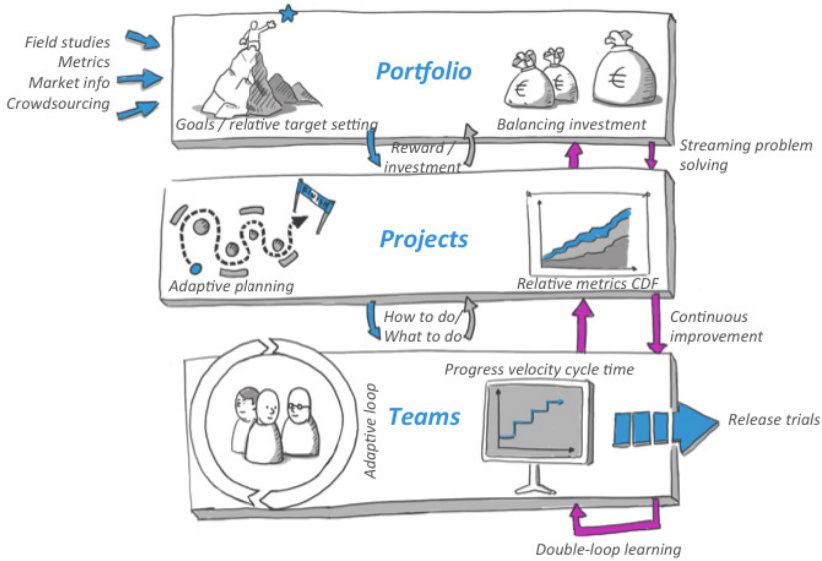 Field studies
Metrics
Market info
Crowdsourcing
Portfolio
€
€
€
Goals / relative target setting
Balancing investment
Reward /
investment
Streaming problem
solving
Projects
Adaptive planning
Relative metrics CDF
How to do/
What to do
Continuous
improvement
Progress velocity cycle time
Adaptive loop
Teams
Release trials
Double-loop learning